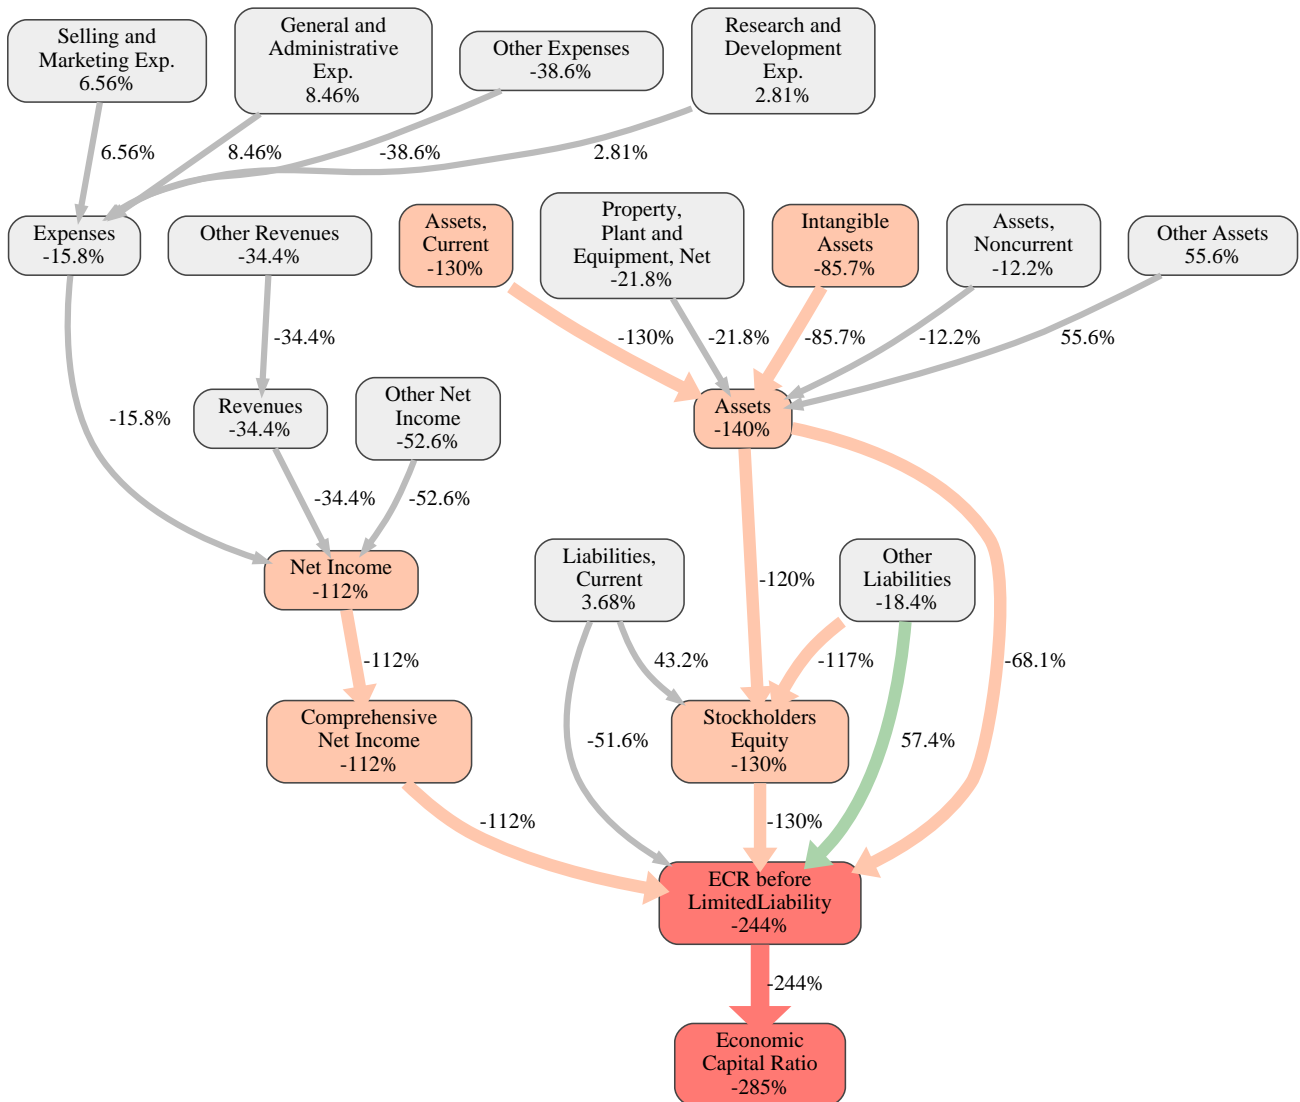 Selling and
Marketing Exp.
6.56%
General and
Administrative
Exp.
8.46%
Other Expenses
-38.6%
Research and
Development
Exp.
2.81%
6.56%
8.46%
-38.6%
2.81%
Expenses
-15.8%
Other Revenues
-34.4%
Assets,
Current
-130%
Property,
Plant and
Equipment, Net
-21.8%
Intangible
Assets
-85.7%
Assets,
Noncurrent
-12.2%
Other Assets
55.6%
-34.4%
-130%
-21.8%
-85.7%
-12.2%
55.6%
-15.8%
Revenues
-34.4%
Other Net
Income
-52.6%
Assets
-140%
-34.4%
-52.6%
Net Income
-112%
Liabilities,
Current
3.68%
-120%
Other
Liabilities
-18.4%
-112%
43.2%
-117%
-68.1%
Comprehensive
Net Income
-112%
-51.6%
Stockholders
Equity
-130%
57.4%
-112%
-130%
ECR before
LimitedLiability
-244%
-244%
Economic
Capital Ratio
-285%